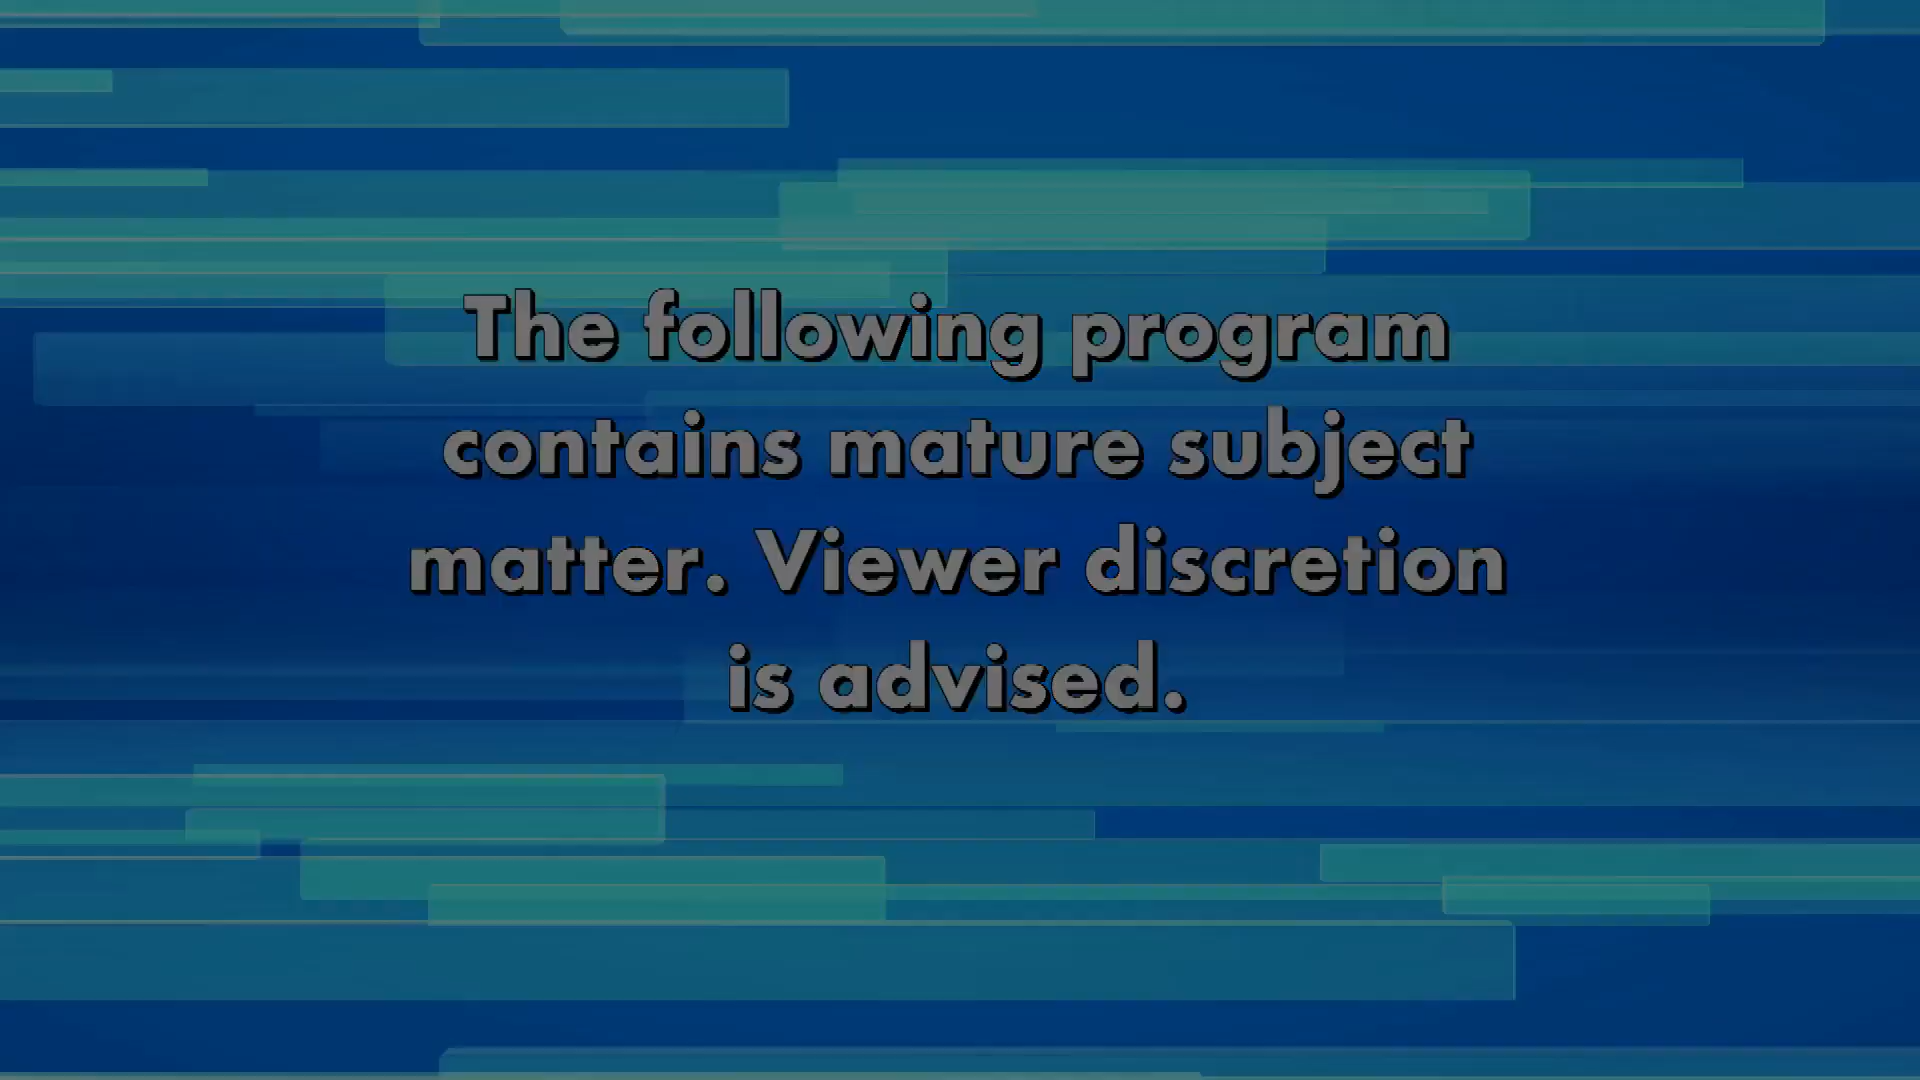 The following program
contains mature subject
matter. Viewer discretion
is advised.